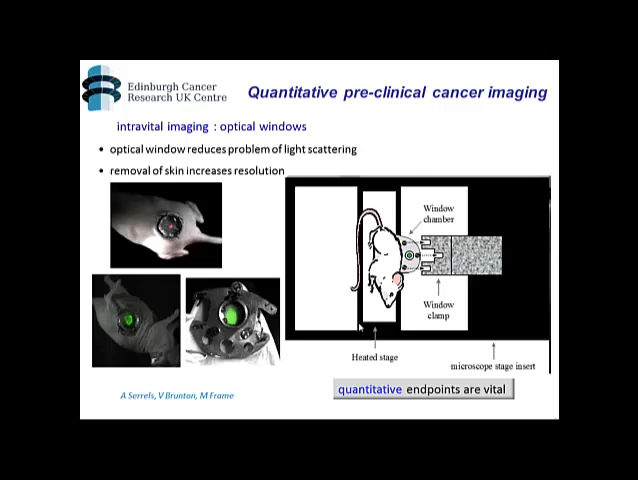 Edinburgh Cancer
Research UK Centre
Quantitative pre-clinical cancer imaging
intravital imaging : optical windows
• optical window reduces problem of light scattering
• removal of skin increases resolution
Window
chamber
Window
clamp
Heated stage
microscope stage insert
quantitative endpoints are vital
A Serrels, V Brunton, M Frame